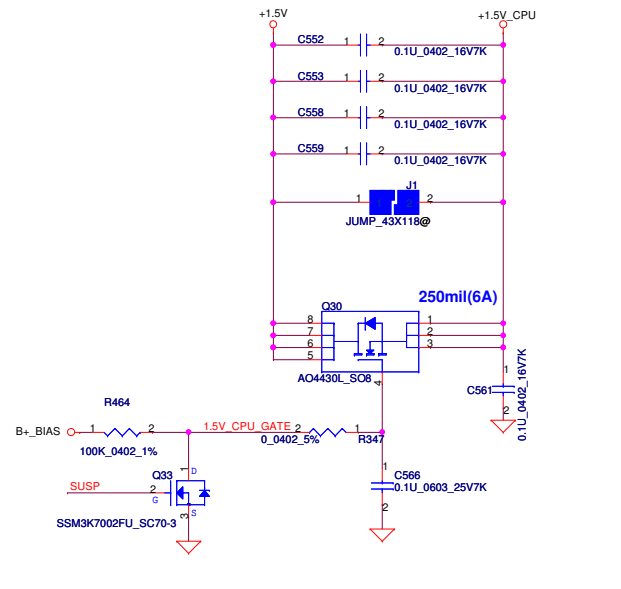 +1.5V
+1.5V_CPU
C552 1 2
0.1U_0402_16V7K
C553 1 2
0.1U_0402_16V7K
C558 1 2
0.1U_0402_16V7K
C559 1 2
0.1U_0402_16V7K
J1
1 1 2 2
JUMP_43X118@
250mil(6A)
Q30
8 1
7 2
6 3
5
AO4430L_SO8
4
1
C561
0.1U_0402_16V7K
2
R464
B+_BIAS 1 2
100K_0402_1%
1.5V_CPU_GATE 2 1
0_0402_5% R347
Q33
1 D
SUSP 2
G
3 S
SSM3K7002FU_SC70-3
1
C566
0.1U_0603_25V7K
2